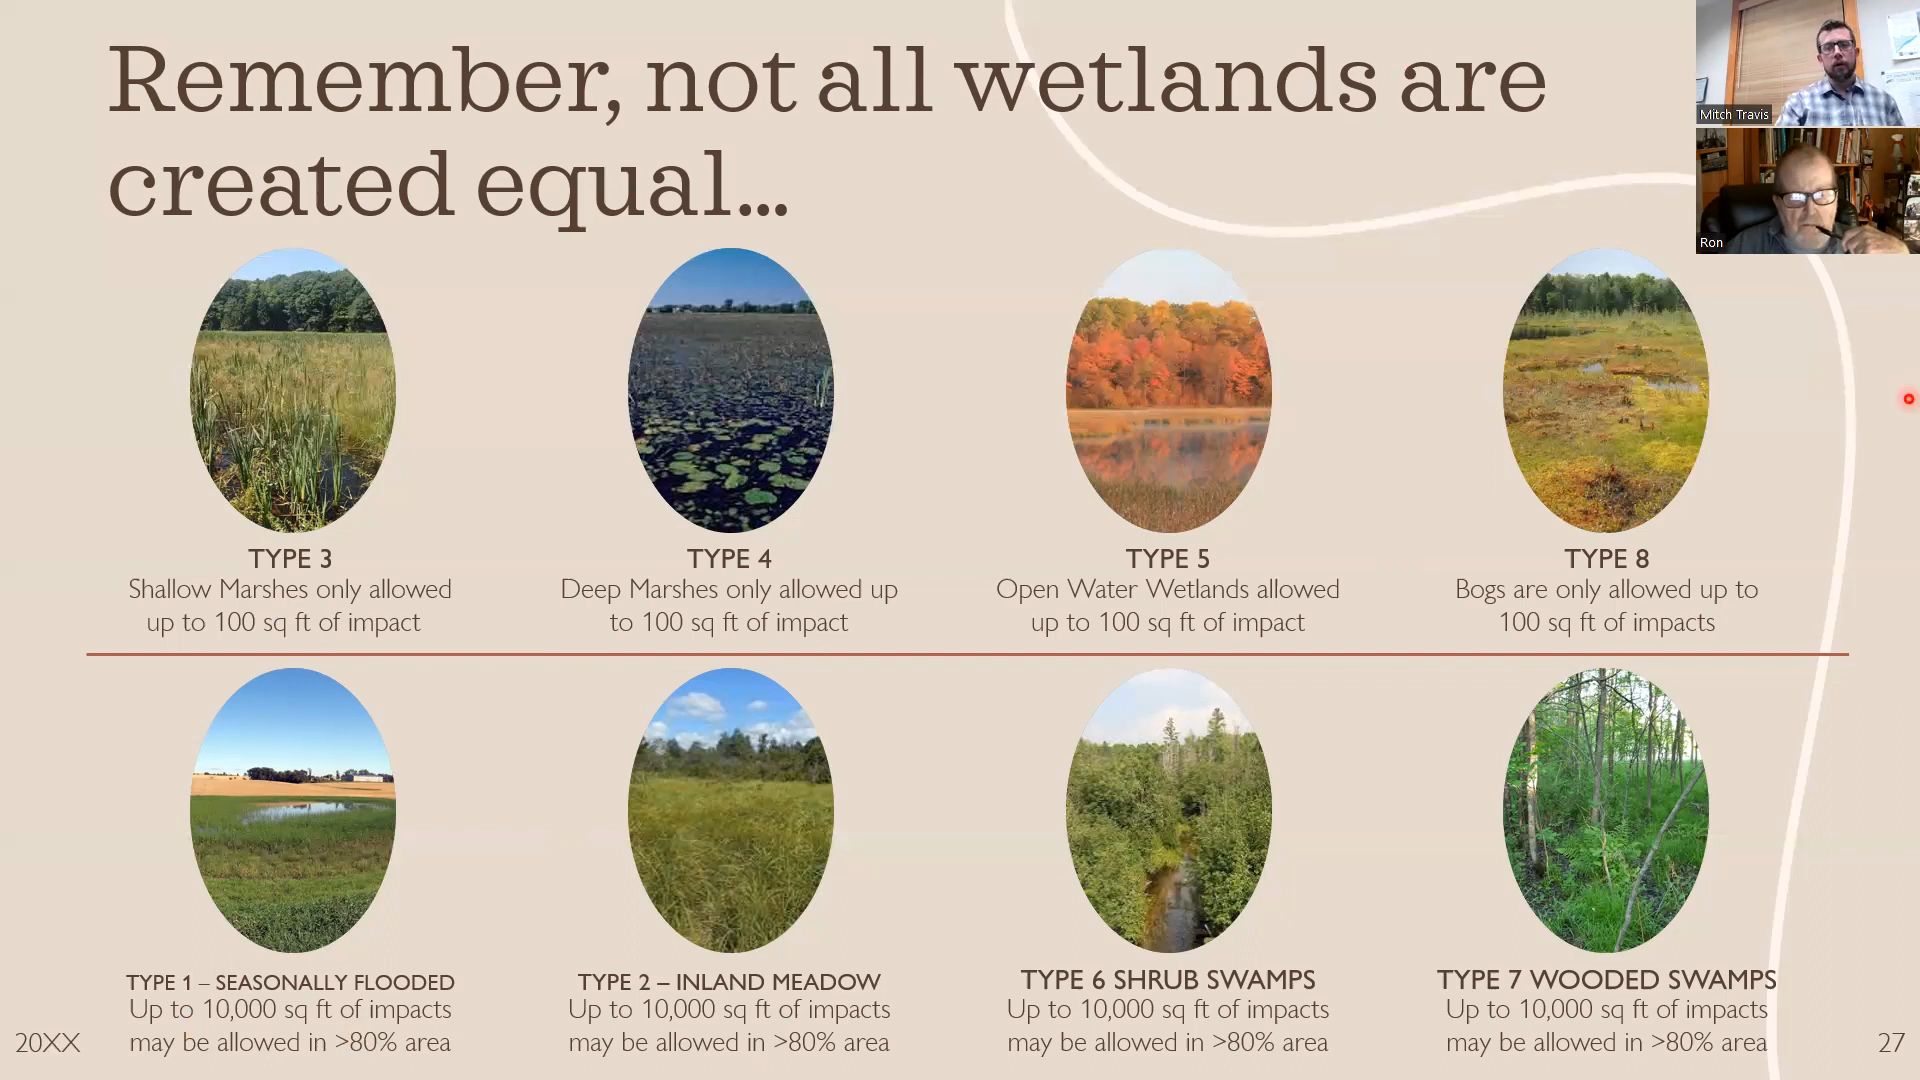 Remember, not all wetlands are
created equal...
Mitch Travis
Ron
TYPE 3
Shallow Marshes only allowed
up to 100 sq ft of impact
TYPE 4
Deep Marshes only allowed up
to 100 sq ft of impact
TYPE 5
Open Water Wetlands allowed
up to 100 sq ft of impact
TYPE 8
Bogs are only allowed up to
100 sq ft of impacts
TYPE 1 – SEASONALLY FLOODED
Up to 10,000 sq ft of impacts
may be allowed in >80% area
TYPE 2 – INLAND MEADOW
Up to 10,000 sq ft of impacts
may be allowed in >80% area
TYPE 6 SHRUB SWAMPS
Up to 10,000 sq ft of impacts
may be allowed in >80% area
TYPE 7 WOODED SWAMPS
Up to 10,000 sq ft of impacts
may be allowed in >80% area
20XX
27